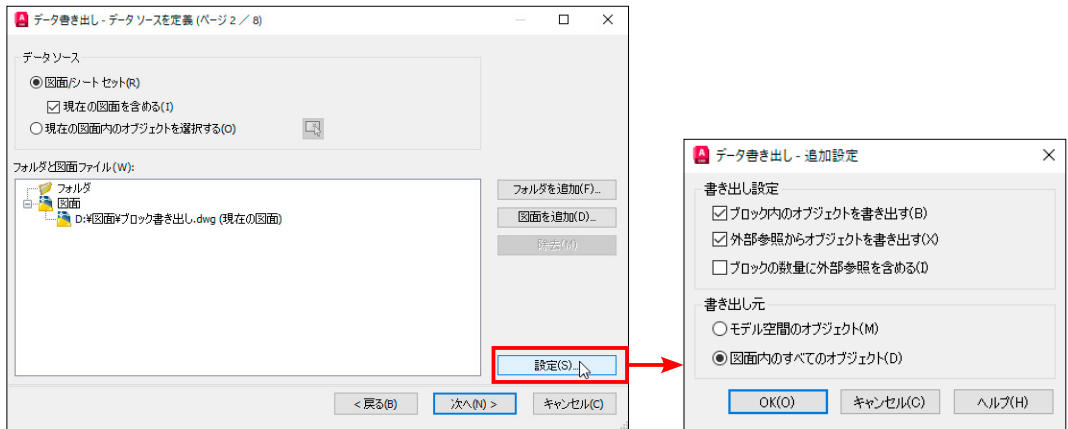 データ書き出し - データ ソースを定義 (ページ 2 ／ 8)
データ ソース
図面/シート セット(R)
現在の図面を含める(I)
現在の図面内のオブジェクトを選択する(O)
フォルダと図面ファイル(W):
フォルダ
図面
D:¥図面¥ブロック書き出し.dwg (現在の図面)
フォルダを追加(F)...
図面を追加(D)...
除去(M)
設定(S)...
< 戻る(B)
次へ(N) >
キャンセル(C)
データ書き出し - 追加設定
書き出し設定
ブロック内のオブジェクトを書き出す(B)
外部参照からオブジェクトを書き出す(X)
ブロックの数量に外部参照を含める(I)
書き出し元
モデル空間のオブジェクト(M)
図面内のすべてのオブジェクト(D)
OK(O)
キャンセル(C)
ヘルプ(H)